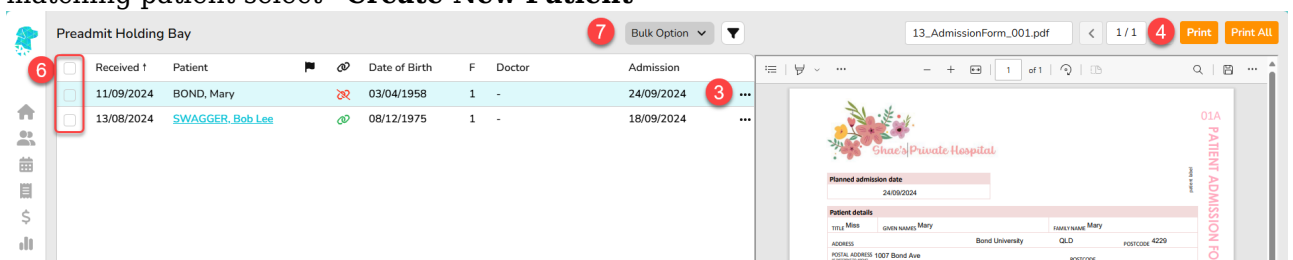 matching patient select "Create New Patient"
Preadmit Holding Bay
7
Bulk Option
13_AdmissionForm_001.pdf
1 / 1
4
Print
Print All
6
Received ↑ Patient Date of Birth F Doctor Admission
1 of 1
11/09/2024 BOND, Mary 03/04/1958 1 - 24/09/2024 3
13/08/2024 SWAGGER, Bob Lee 08/12/1975 1 - 18/09/2024
01A
PATIENT ADMISSION FO
Shae's Private Hospital
Planned admission date
24/09/2024
Patient details
TITLE Miss GIVEN NAMES Mary FAMILY NAME Mary
ADDRESS Bond University QLD POSTCODE 4229
POSTAL ADDRESS 1007 Bond Ave
POSTCODE